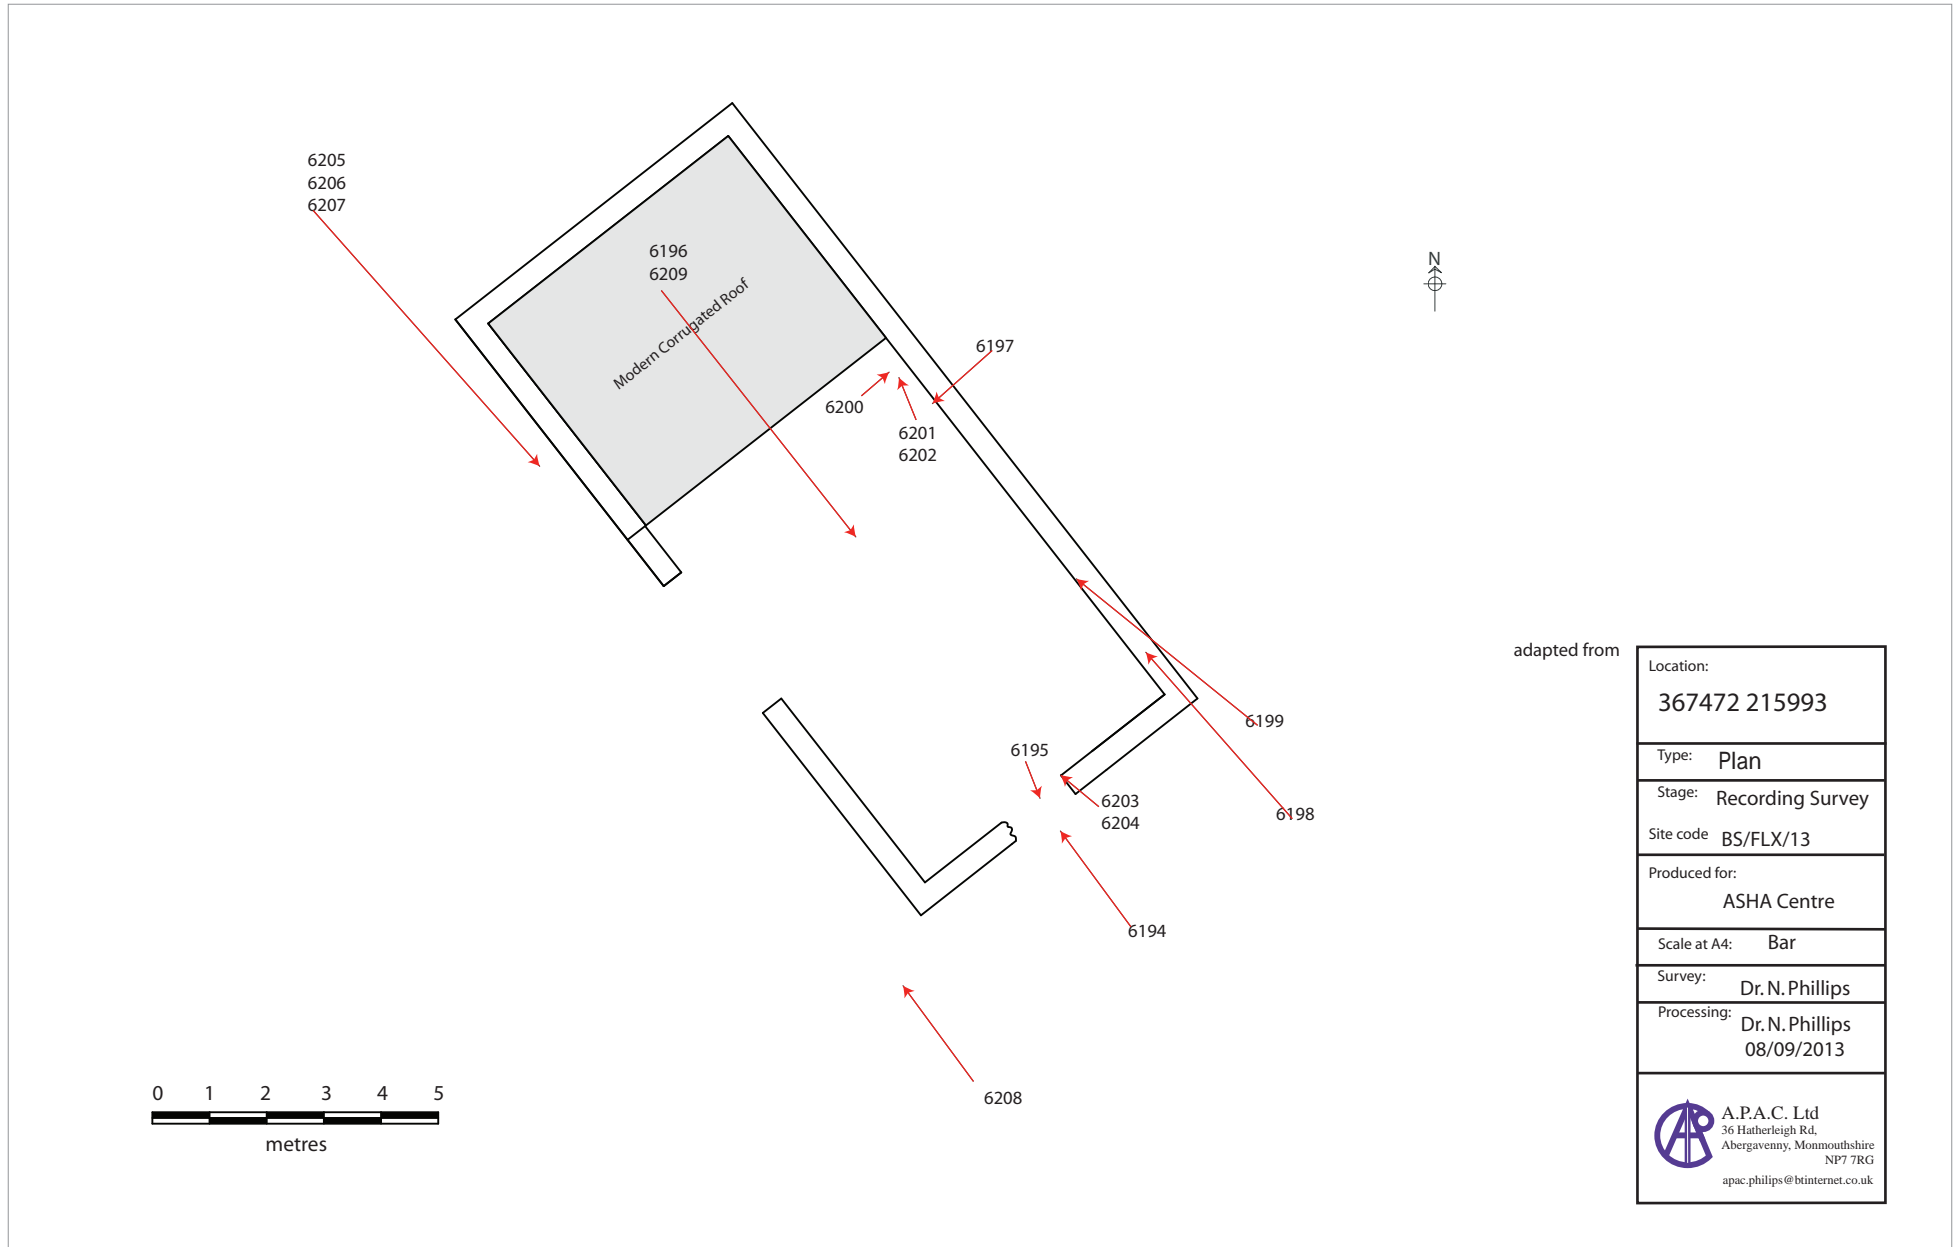 6205
6206
6207
6196
6209
Modern Corrugated Roof
N
6197
6200
6201
6202
6199
6195
6203
6204
6198
6194
6208
0 1 2 3 4 5
metres
adapted from
Location:
367472 215993
Type: Plan
Stage: Recording Survey
Site code BS/FLX/13
Produced for:
ASHA Centre
Scale at A4: Bar
Survey: Dr. N. Phillips
Processing: Dr. N. Phillips
08/09/2013
A.P.A.C. Ltd
36 Hatherleigh Rd,
Abergavenny, Monmouthshire
NP7 7RG
apac.philips@btinternet.co.uk